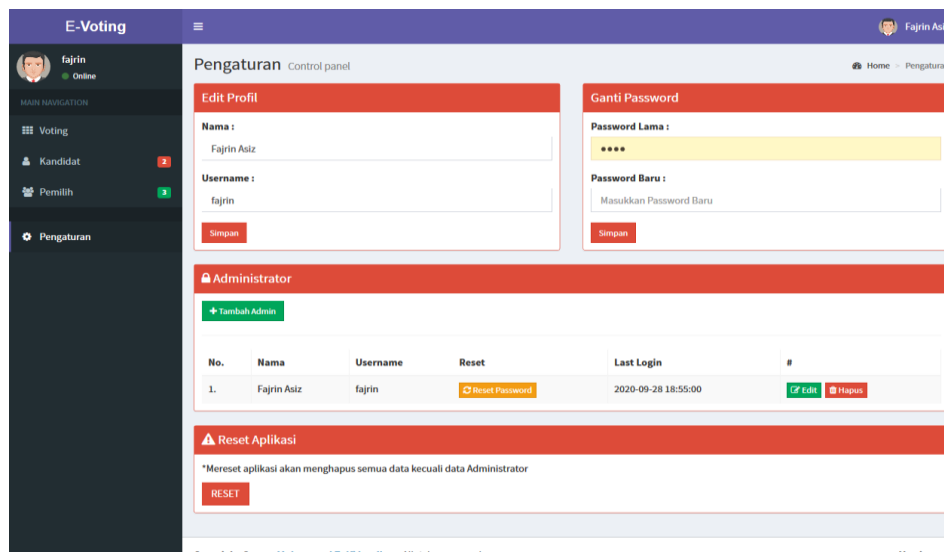 E-Voting
Fajrin Asi
fajrin
Online
MAIN NAVIGATION
Voting
Kandidat 2
Pemilih 3
Pengaturan
Pengaturan Control panel
Home > Pengatura
Edit Profil
Nama :
Fajrin Asiz
Username :
fajrin
Simpan
Ganti Password
Password Lama :
••••
Password Baru :
Masukkan Password Baru
Simpan
Administrator
Tambah Admin
No. Nama Username Reset Last Login #
1. Fajrin Asiz fajrin Reset Password 2020-09-28 18:55:00 Edit Hapus
Reset Aplikasi
*Mereset aplikasi akan menghapus semua data kecuali data Administrator
RESET